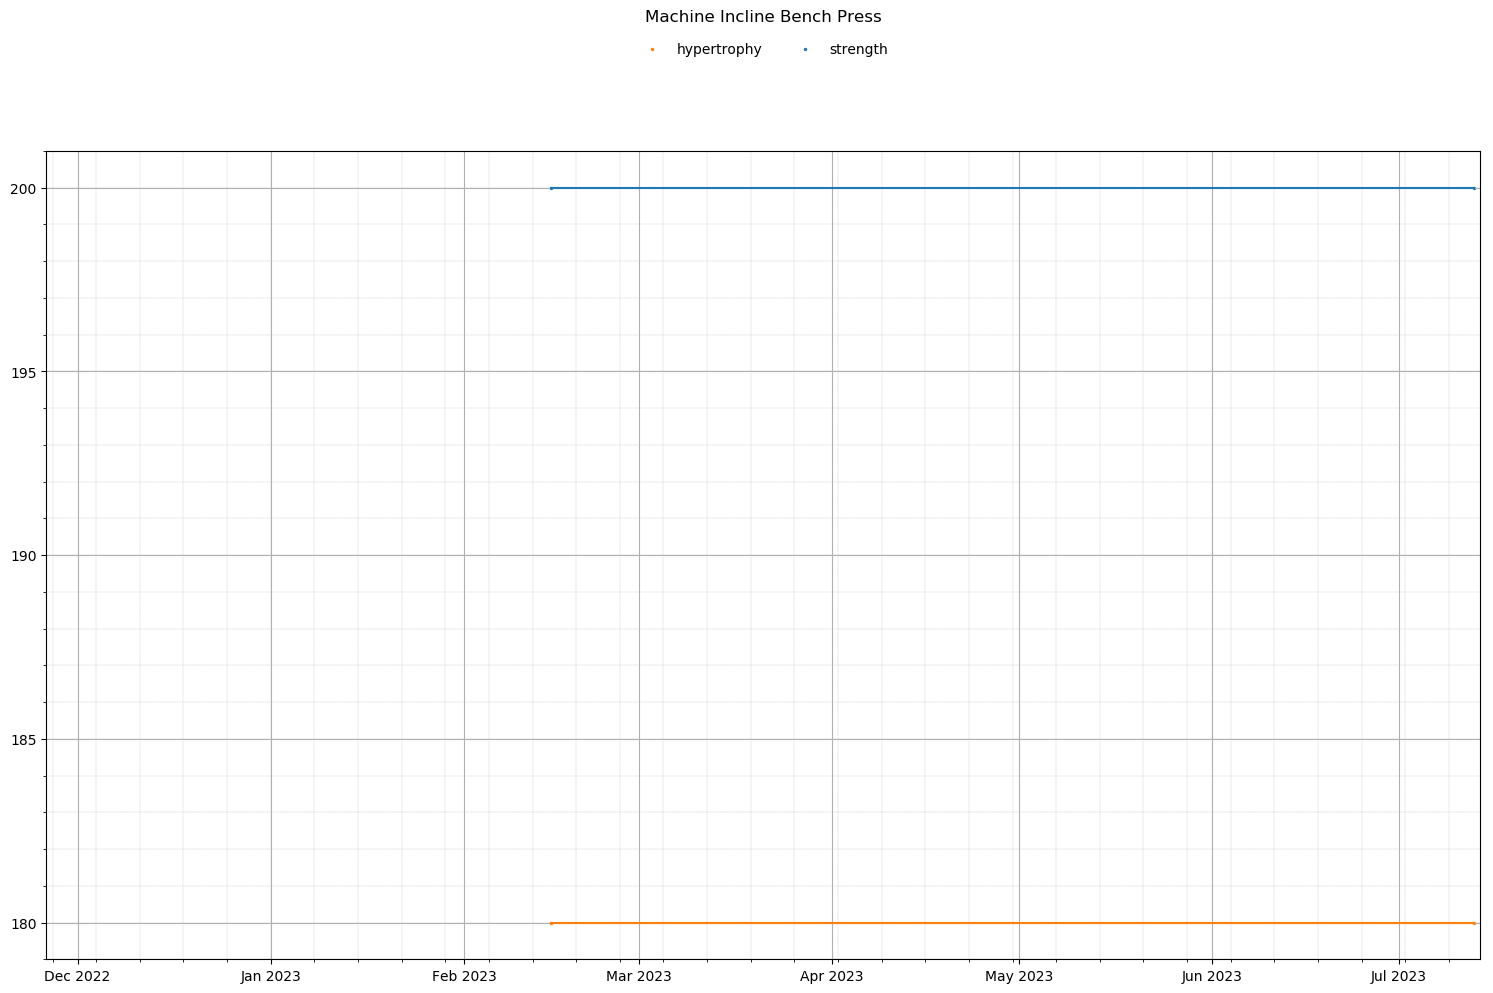 Machine Incline Bench Press
hypertrophy strength
200
195
190
185
180
Dec 2022 Jan 2023 Feb 2023 Mar 2023 Apr 2023 May 2023 Jun 2023 Jul 2023